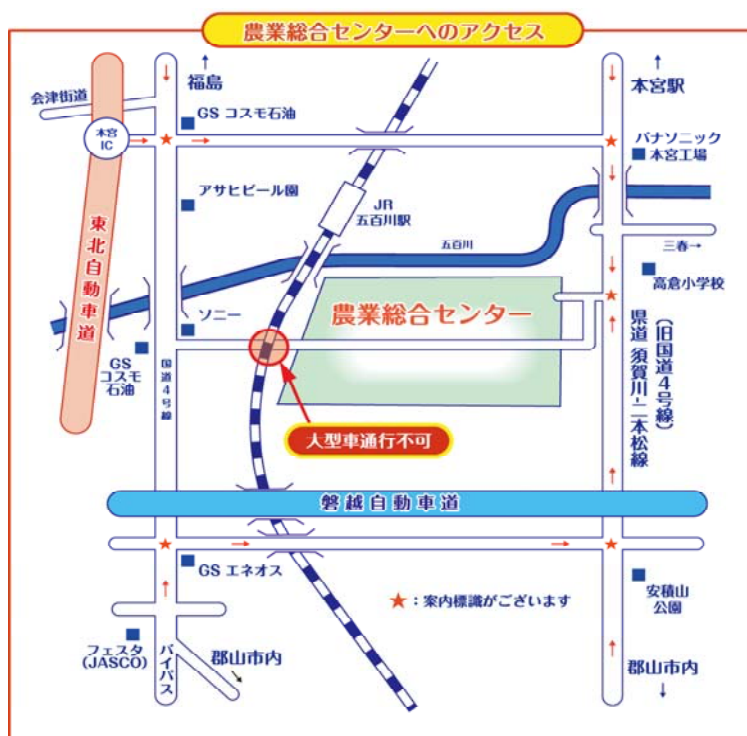 農業総合センターへのアクセス
↑
福島
↑
本宮駅
会津街道
GS コスモ石油
本宮
IC
パナソニック
本宮工場
アサヒビール園
JR
五百川駅
東北自動車道
五百川
三春→
高倉小学校
ソニー
農業総合センター
GS
コスモ
石油
国道4号線
県道 須賀川-二本松線
(旧国道4号線)
大型車通行不可
磐越自動車道
GS エネオス
★:案内標識がございます
安積山
公園
フェスタ
(JASCO)
バイパス
郡山市内
郡山市内
↓